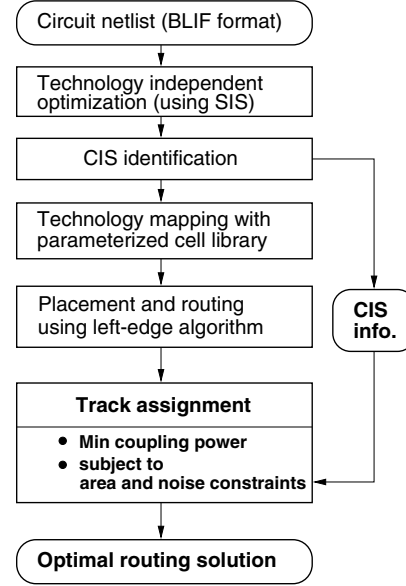 Circuit netlist (BLIF format)
Technology independent
optimization (using SIS)
CIS identification
Technology mapping with
parameterized cell library
Placement and routing
using left-edge algorithm
CIS
info.
Track assignment
• Min coupling power
• subject to
area and noise constraints
Optimal routing solution